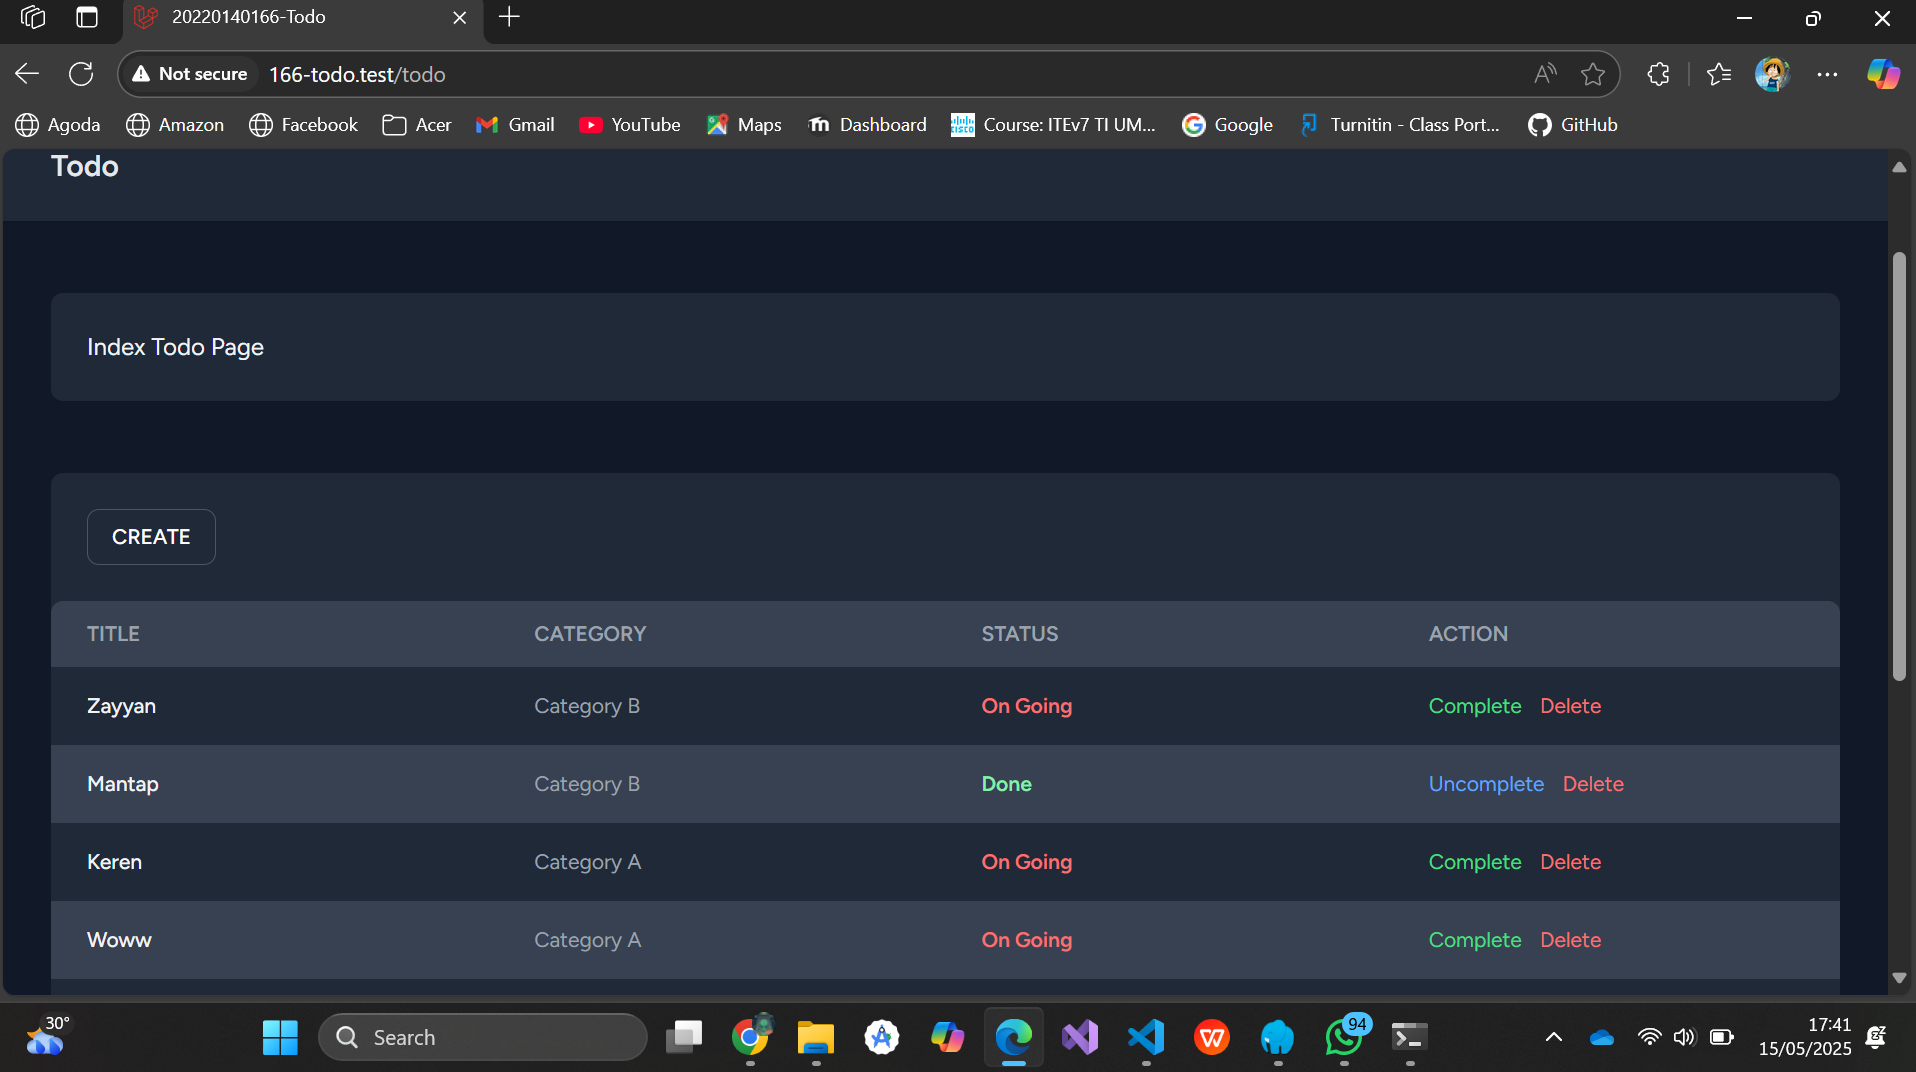 20220140166-Todo
Not secure 166-todo.test/todo
Agoda Amazon Facebook Acer Gmail YouTube Maps Dashboard Course: ITEv7 TI UM... Google Turnitin - Class Port... GitHub
Todo
Index Todo Page
CREATE
TITLE CATEGORY STATUS ACTION
Zayyan Category B On Going Complete Delete
Mantap Category B Done Uncomplete Delete
Keren Category A On Going Complete Delete
Woww Category A On Going Complete Delete
30° Search 94 17:41
15/05/2025